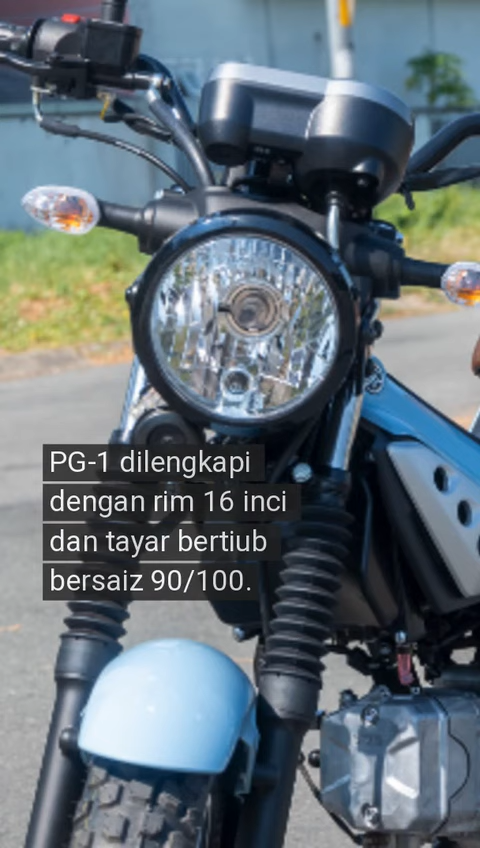 PG-1 dilengkapi
dengan rim 16 inci
dan tayar bertiub
bersaiz 90/100.